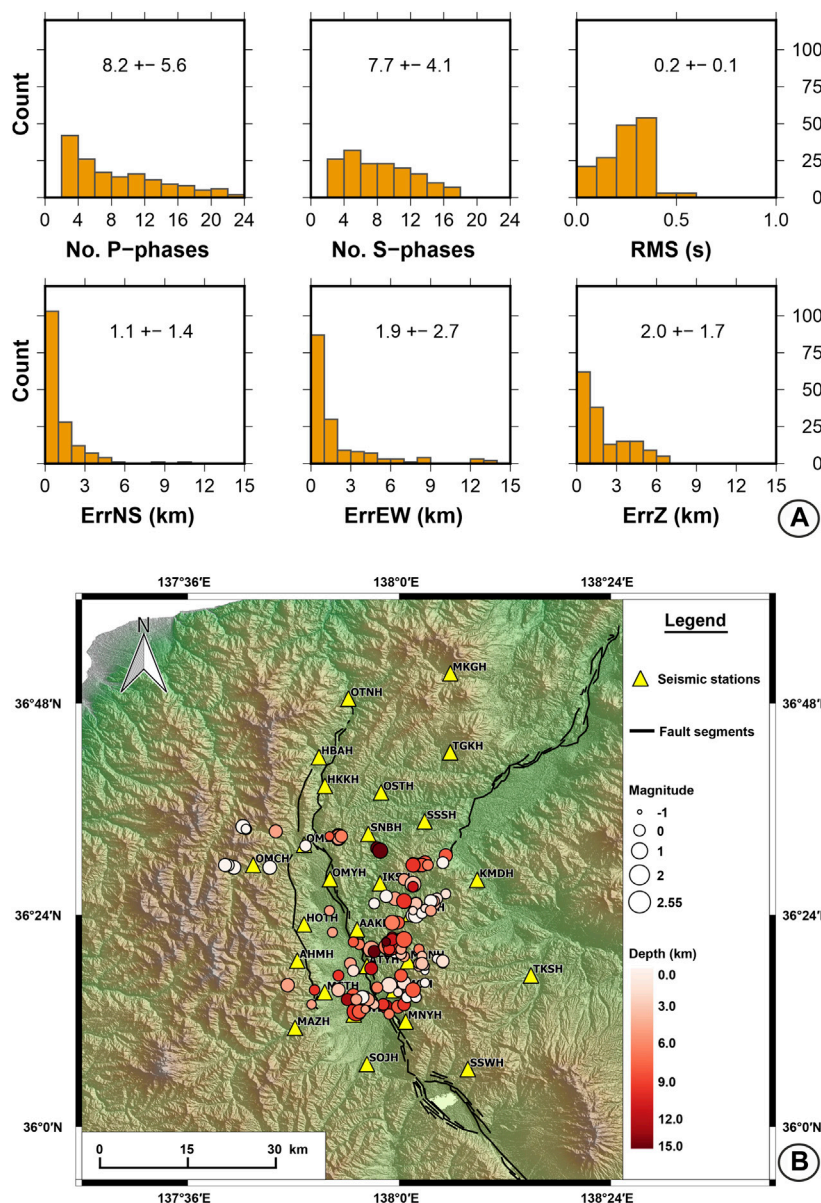 8.2 +− 5.6
7.7 +− 4.1
0.2 +− 0.1
Count
100
75
50
25
0
0 4 8 12 16 20 24
0 4 8 12 16 20 24
0.0 0.5 1.0
No. P−phases
No. S−phases
RMS (s)
1.1 +− 1.4
1.9 +− 2.7
2.0 +− 1.7
Count
100
75
50
25
0
0 3 6 9 12 15
0 3 6 9 12 15
0 3 6 9 12 15
ErrNS (km)
ErrEW (km)
ErrZ (km)
A
137°36'E 138°0'E 138°24'E
N
36°48'N
36°24'N
36°0'N
36°48'N
36°24'N
36°0'N
MKGH
OTNH
TGKH
HBAH
HKKH
OSTH
SSSH
SNBH
OMCH
OMYH
KMDH
HOTH
AAKH
AHMH
TKSH
MAZH
MNYH
SOJH
SSWH
Legend
Seismic stations
Fault segments
Magnitude
-1
0
1
2
2.55
Depth (km)
0.0
3.0
6.0
9.0
12.0
15.0
0 15 30 km
137°36'E 138°0'E 138°24'E
B